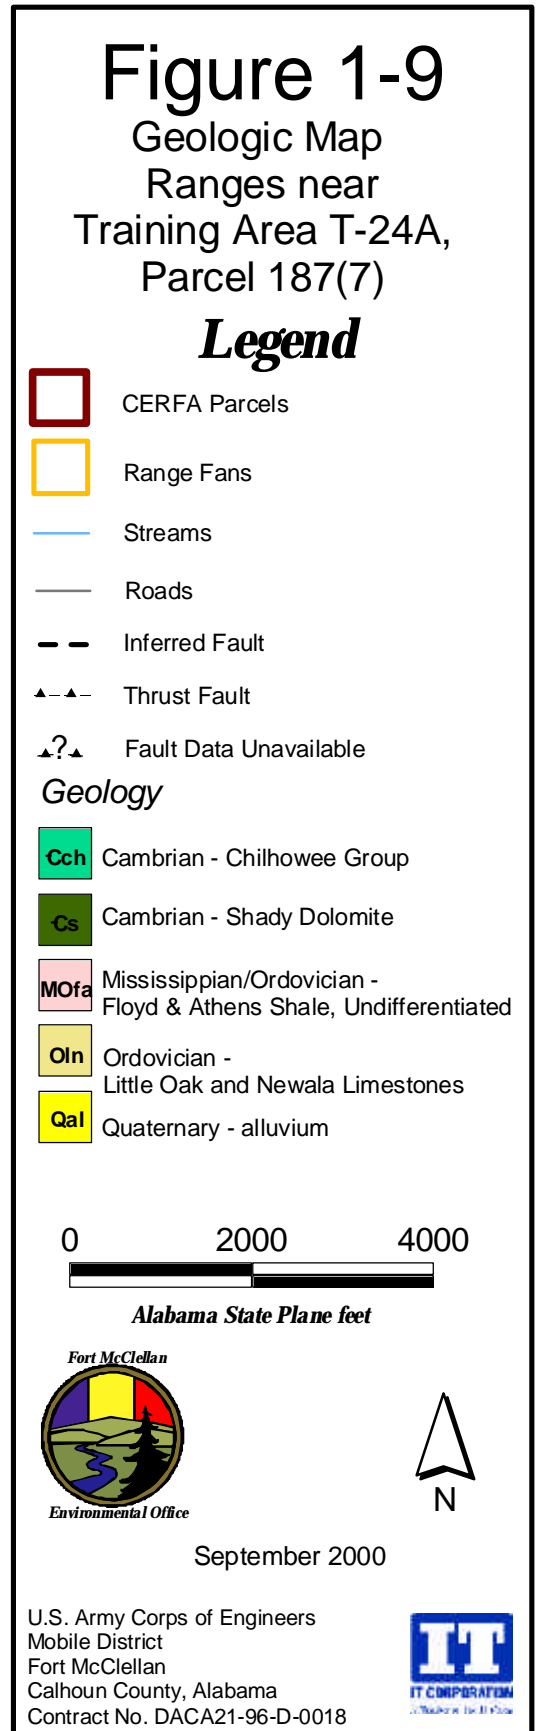 Figure 1-9
Geologic Map
Ranges near
Training Area T-24A,
Parcel 187(7)
Legend
CERFA Parcels
Range Fans
Streams
Roads
Inferred Fault
Thrust Fault
? Fault Data Unavailable
Geology
Cch Cambrian - Chilhowee Group
Cs Cambrian - Shady Dolomite
MOfa Mississippian/Ordovician -
Floyd & Athens Shale, Undifferentiated
Oln Ordovician -
Little Oak and Newala Limestones
Qal Quaternary - alluvium
0 2000 4000
Alabama State Plane feet
Fort McClellan
Environmental Office
N
September 2000
U.S. Army Corps of Engineers
Mobile District
Fort McClellan
Calhoun County, Alabama
Contract No. DACA21-96-D-0018
IT
IT CORPORATION